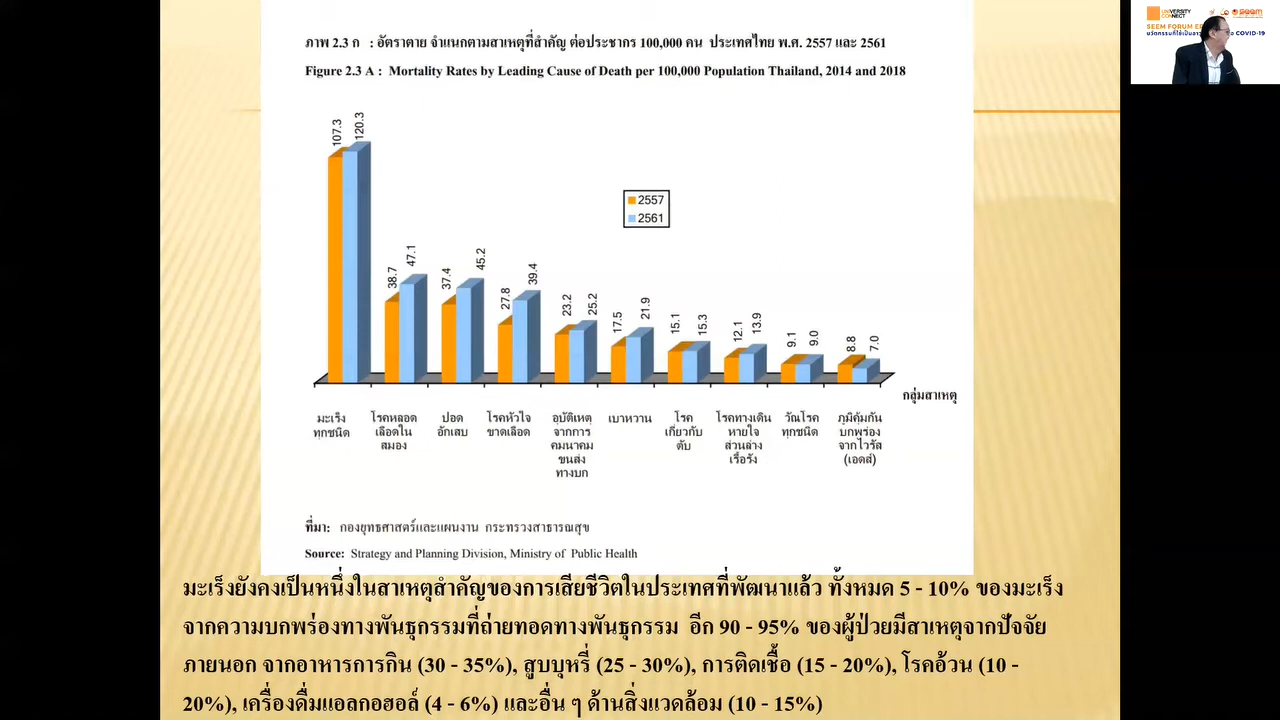 UNIVERSITY
CONNECT
seem
SEEM FORUM
COVID-19
ภาพ 2.3 ก : อัตราตาย จำแนกตามสาเหตุที่สำคัญ ต่อประชากร 100,000 คน ประเทศไทย พ.ศ. 2557 และ 2561
Figure 2.3 A : Mortality Rates by Leading Cause of Death per 100,000 Population Thailand, 2014 and 2018
107.3 120.3
38.7 47.1
37.4 45.2
27.8 39.4
23.2 25.2
17.5 21.9
15.1 15.3
12.1 13.9
9.1 9.0
8.8 7.0
2557
2561
กลุ่มสาเหตุ
มะเร็ง
ทุกชนิด
โรคหลอด
เลือดใน
สมอง
ปอด
อักเสบ
โรคหัวใจ
ขาดเลือด
อุบัติเหตุ
จากการ
คมนาคม
ขนส่ง
ทางบก
เบาหวาน
โรค
เกี่ยวกับ
ตับ
โรคทางเดิน
หายใจ
ส่วนล่าง
เรื้อรัง
วัณโรค
ทุกชนิด
ภูมิคุ้มกัน
บกพร่อง
จากไวรัส
(เอดส์)
ที่มา: กองยุทธศาสตร์และแผนงาน กระทรวงสาธารณสุข
Source: Strategy and Planning Division, Ministry of Public Health
มะเร็งยังคงเป็นหนึ่งในสาเหตุสำคัญของการเสียชีวิตในประเทศที่พัฒนาแล้ว ทั้งหมด 5 - 10% ของมะเร็ง
จากความบกพร่องทางพันธุกรรมที่ถ่ายทอดทางพันธุกรรม อีก 90 - 95% ของผู้ป่วยมีสาเหตุจากปัจจัย
ภายนอก จากอาหารการกิน (30 - 35%), สูบบุหรี่ (25 - 30%), การติดเชื้อ (15 - 20%), โรคอ้วน (10 -
20%), เครื่องดื่มแอลกอฮอล์ (4 - 6%) และอื่น ๆ ด้านสิ่งแวดล้อม (10 - 15%)